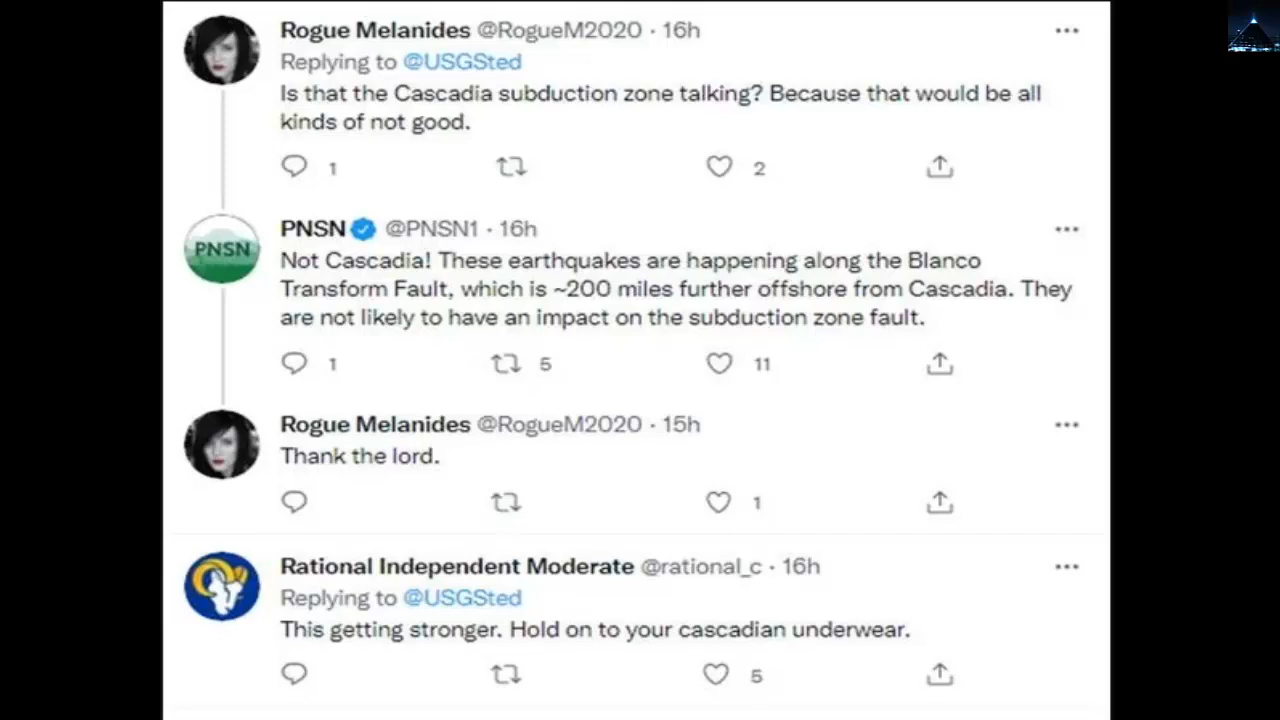 Rogue Melanides @RogueM2020 · 16h
Replying to @USGSted
Is that the Cascadia subduction zone talking? Because that would be all
kinds of not good.
1 2
PNSN @PNSN1 · 16h
PNSN
Not Cascadia! These earthquakes are happening along the Blanco
Transform Fault, which is ~200 miles further offshore from Cascadia. They
are not likely to have an impact on the subduction zone fault.
1 5 11
Rogue Melanides @RogueM2020 · 15h
Thank the lord.
1
Rational Independent Moderate @rational_c · 16h
Replying to @USGSted
This getting stronger. Hold on to your cascadian underwear.
5